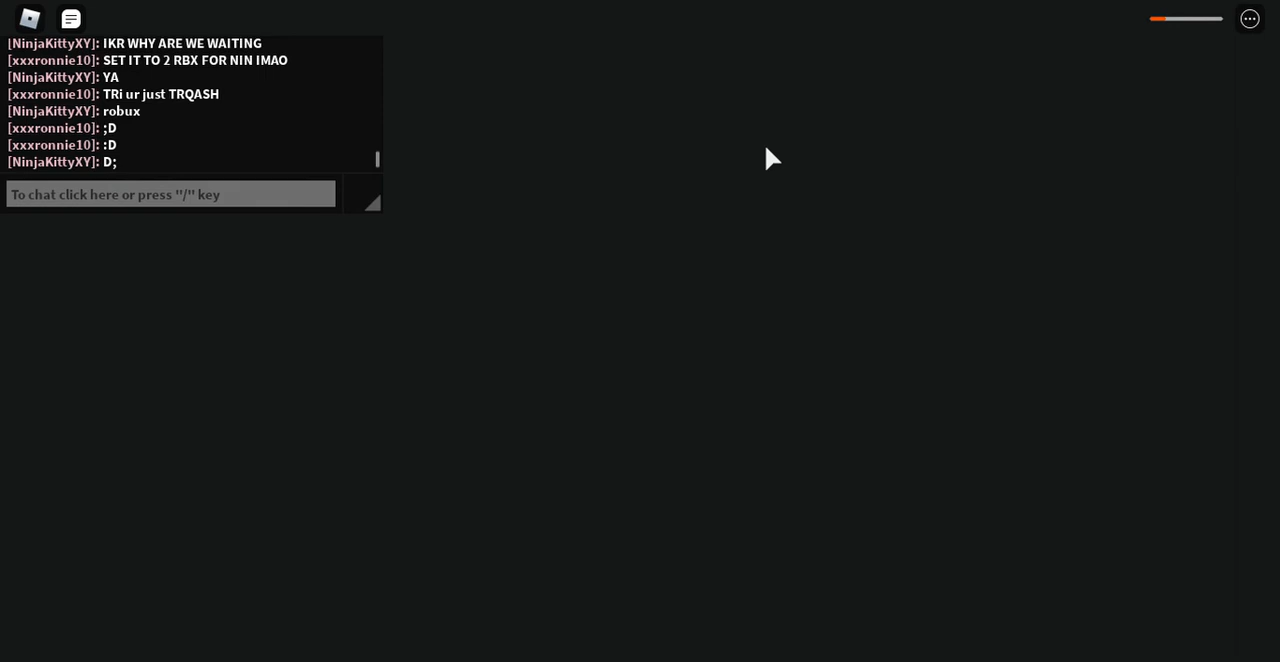 [NinjaKittyXY]: IKR WHY ARE WE WAITING
[xxxronnie10]: SET IT TO 2 RBX FOR NIN lMAO
[NinjaKittyXY]: YA
[xxxronnie10]: TRi ur just TRQASH
[NinjaKittyXY]: robux
[xxxronnie10]: ;D
[xxxronnie10]: :D
[NinjaKittyXY]: D;
To chat click here or press "/" key